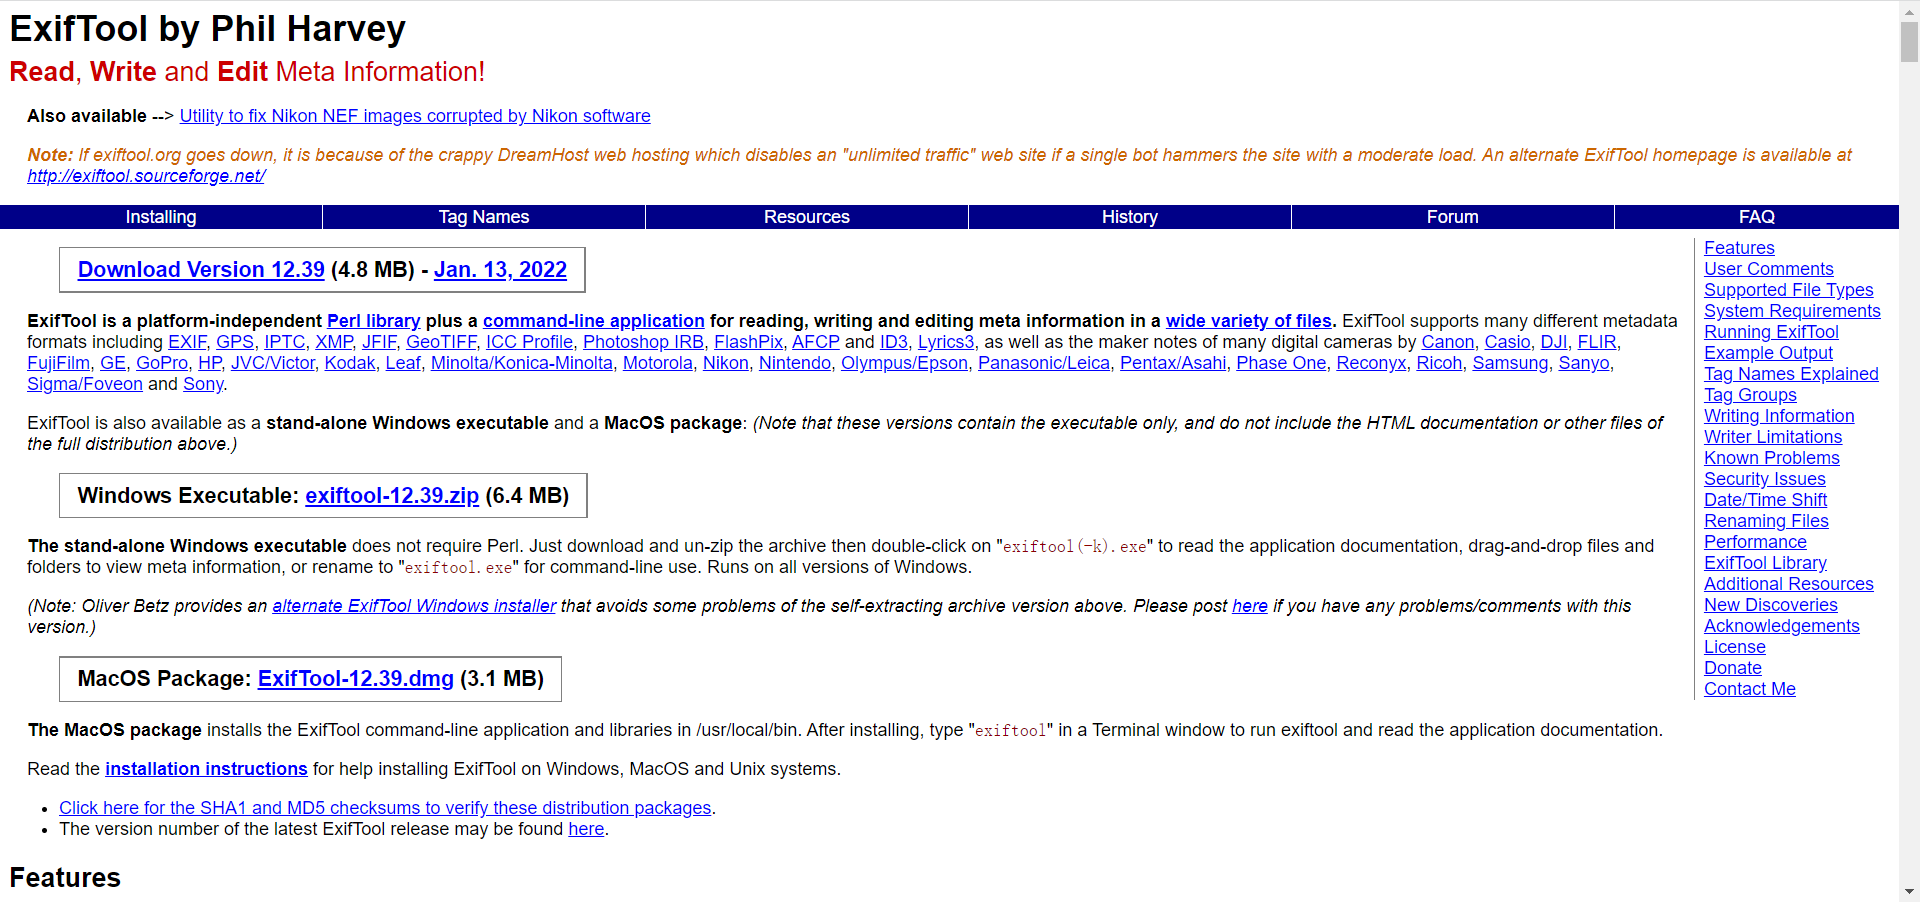 ExifTool by Phil Harvey
Read, Write and Edit Meta Information!
Also available --> Utility to fix Nikon NEF images corrupted by Nikon software
Note: If exiftool.org goes down, it is because of the crappy DreamHost web hosting which disables an "unlimited traffic" web site if a single bot hammers the site with a moderate load. An alternate ExifTool homepage is available at
http://exiftool.sourceforge.net/
Installing Tag Names Resources History Forum FAQ
Download Version 12.39 (4.8 MB) - Jan. 13, 2022
ExifTool is a platform-independent Perl library plus a command-line application for reading, writing and editing meta information in a wide variety of files. ExifTool supports many different metadata
formats including EXIF, GPS, IPTC, XMP, JFIF, GeoTIFF, ICC Profile, Photoshop IRB, FlashPix, AFCP and ID3, Lyrics3, as well as the maker notes of many digital cameras by Canon, Casio, DJI, FLIR,
FujiFilm, GE, GoPro, HP, JVC/Victor, Kodak, Leaf, Minolta/Konica-Minolta, Motorola, Nikon, Nintendo, Olympus/Epson, Panasonic/Leica, Pentax/Asahi, Phase One, Reconyx, Ricoh, Samsung, Sanyo,
Sigma/Foveon and Sony.
ExifTool is also available as a stand-alone Windows executable and a MacOS package: (Note that these versions contain the executable only, and do not include the HTML documentation or other files of
the full distribution above.)
Windows Executable: exiftool-12.39.zip (6.4 MB)
The stand-alone Windows executable does not require Perl. Just download and un-zip the archive then double-click on "exiftool(-k).exe" to read the application documentation, drag-and-drop files and
folders to view meta information, or rename to "exiftool.exe" for command-line use. Runs on all versions of Windows.
(Note: Oliver Betz provides an alternate ExifTool Windows installer that avoids some problems of the self-extracting archive version above. Please post here if you have any problems/comments with this
version.)
MacOS Package: ExifTool-12.39.dmg (3.1 MB)
The MacOS package installs the ExifTool command-line application and libraries in /usr/local/bin. After installing, type "exiftool" in a Terminal window to run exiftool and read the application documentation.
Read the installation instructions for help installing ExifTool on Windows, MacOS and Unix systems.
• Click here for the SHA1 and MD5 checksums to verify these distribution packages.
• The version number of the latest ExifTool release may be found here.
Features
Features
User Comments
Supported File Types
System Requirements
Running ExifTool
Example Output
Tag Names Explained
Tag Groups
Writing Information
Writer Limitations
Known Problems
Security Issues
Date/Time Shift
Renaming Files
Performance
ExifTool Library
Additional Resources
New Discoveries
Acknowledgements
License
Donate
Contact Me